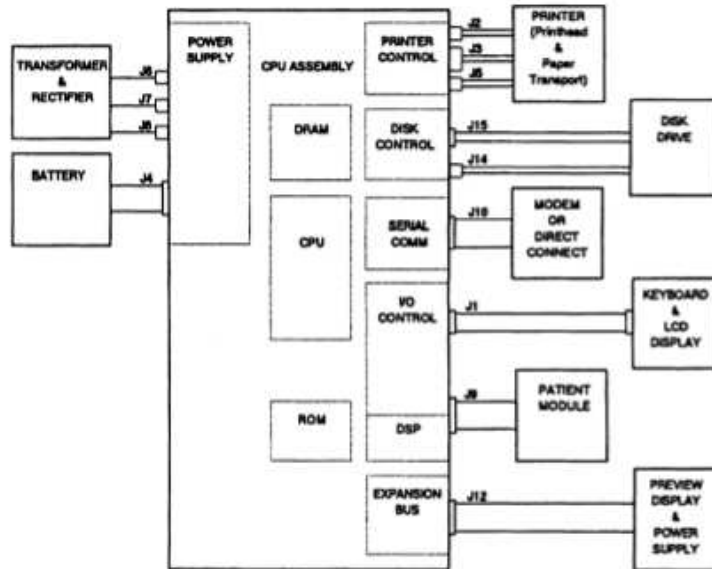 POWER
SUPPLY
CPU ASSEMBLY
PRINTER
CONTROL
J2
J3
J5
PRINTER
(Printhead
&
Paper
Transport)
TRANSFORMER
&
RECTIFIER
J6
J7
J8
DRAM
DISK
CONTROL
J15
J14
DISK
DRIVE
BATTERY
J4
CPU
SERIAL
COMM
J10
MODEM
OR
DIRECT
CONNECT
I/O
CONTROL
J1
KEYBOARD
&
LCD
DISPLAY
ROM
DSP
J9
PATIENT
MODULE
EXPANSION
BUS
J12
PREVIEW
DISPLAY
&
POWER
SUPPLY